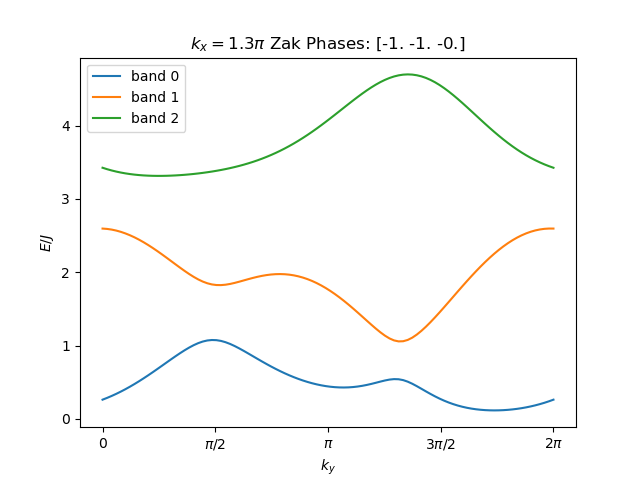 k_x = 1.3π Zak Phases: [-1. -1. -0.]
band 0
band 1
band 2
4
3
2
1
0
E/J
0 π/2 π 3π/2 2π
k_y